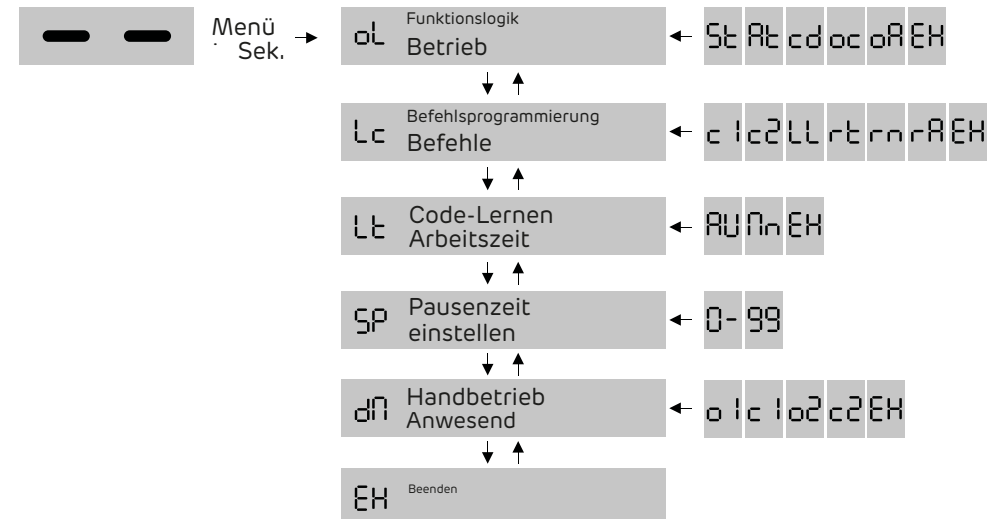 — — Menü
Sek.
oL Funktionslogik
Betrieb
St At cd oc oA EH
Lc Befehlsprogrammierung
Befehle
c1 c2 LL rt rn rA EH
Lt Code-Lernen
Arbeitszeit
AU Mn EH
SP Pausenzeit
einstellen
0- 99
dM Handbetrieb
Anwesend
o1 c1 o2 c2 EH
EH Beenden